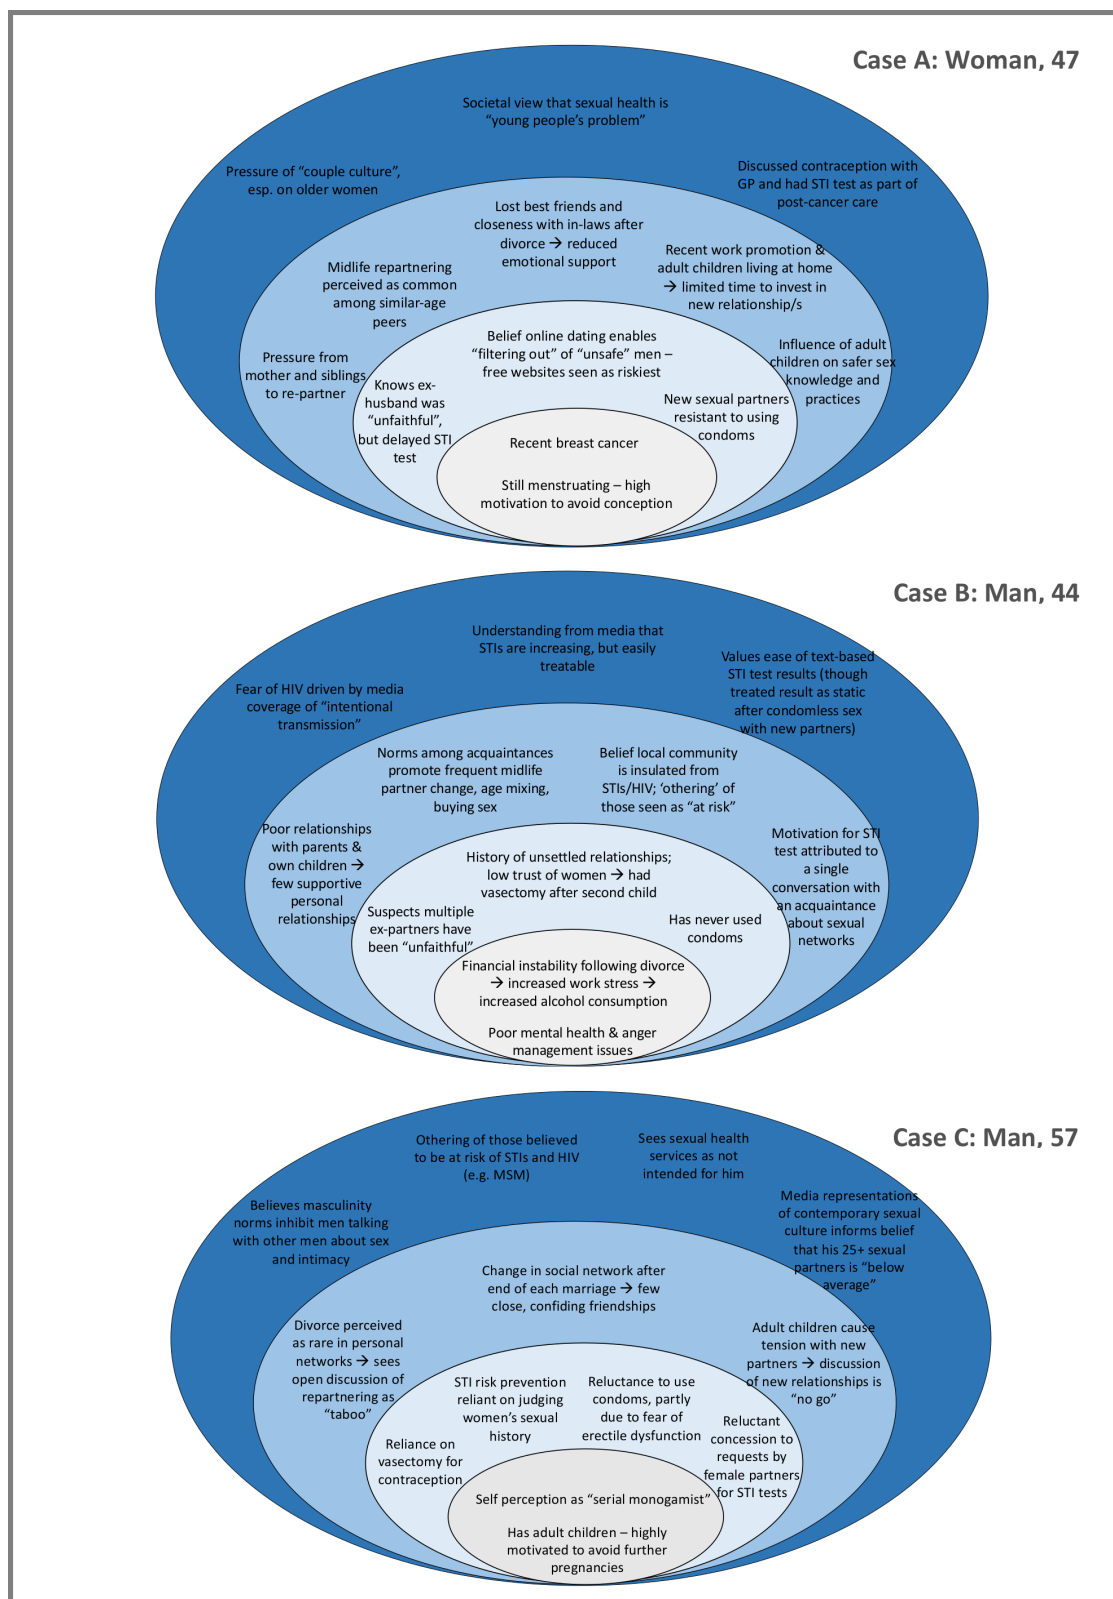 Case A: Woman, 47
Societal view that sexual health is
“young people’s problem”
Pressure of “couple culture”,
esp. on older women
Discussed contraception with
GP and had STI test as part of
post-cancer care
Lost best friends and
closeness with in-laws after
divorce → reduced
emotional support
Midlife repartnering
perceived as common
among similar-age
peers
Recent work promotion &
adult children living at home
→ limited time to invest in
new relationship/s
Pressure from
mother and siblings
to re-partner
Influence of adult
children on safer sex
knowledge and
practices
Belief online dating enables
“filtering out” of “unsafe” men –
free websites seen as riskiest
Knows ex-
husband was
“unfaithful”,
but delayed STI
test
New sexual partners
resistant to using
condoms
Recent breast cancer
Still menstruating – high
motivation to avoid conception
Case B: Man, 44
Understanding from media that
STIs are increasing, but easily
treatable
Fear of HIV driven by media
coverage of “intentional
transmission”
Values ease of text-based
STI test results (though
treated result as static
after condomless sex
with new partners)
Norms among acquaintances
promote frequent midlife
partner change, age mixing,
buying sex
Belief local community
is insulated from
STIs/HIV; ‘othering’ of
those seen as “at risk”
Poor relationships
with parents &
own children →
few supportive
personal
relationships
Motivation for STI
test attributed to
a single
conversation with
an acquaintance
about sexual
networks
History of unsettled relationships;
low trust of women → had
vasectomy after second child
Suspects multiple
ex-partners have
been “unfaithful”
Has never used
condoms
Financial instability following divorce
→ increased work stress →
increased alcohol consumption
Poor mental health & anger
management issues
Case C: Man, 57
Othering of those believed
to be at risk of STIs and HIV
(e.g. MSM)
Sees sexual health
services as not
intended for him
Believes masculinity
norms inhibit men talking
with other men about sex
and intimacy
Media representations
of contemporary sexual
culture informs belief
that his 25+ sexual
partners is “below
average”
Change in social network after
end of each marriage → few
close, confiding friendships
Divorce perceived
as rare in personal
networks → sees
open discussion of
repartnering as
“taboo”
Adult children cause
tension with new
partners → discussion
of new relationships is
“no go”
STI risk prevention
reliant on judging
women’s sexual
history
Reluctance to use
condoms, partly
due to fear of
erectile dysfunction
Reliance on
vasectomy for
contraception
Reluctant
concession to
requests by
female partners
for STI tests
Self perception as “serial monogamist”
Has adult children – highly
motivated to avoid further
pregnancies